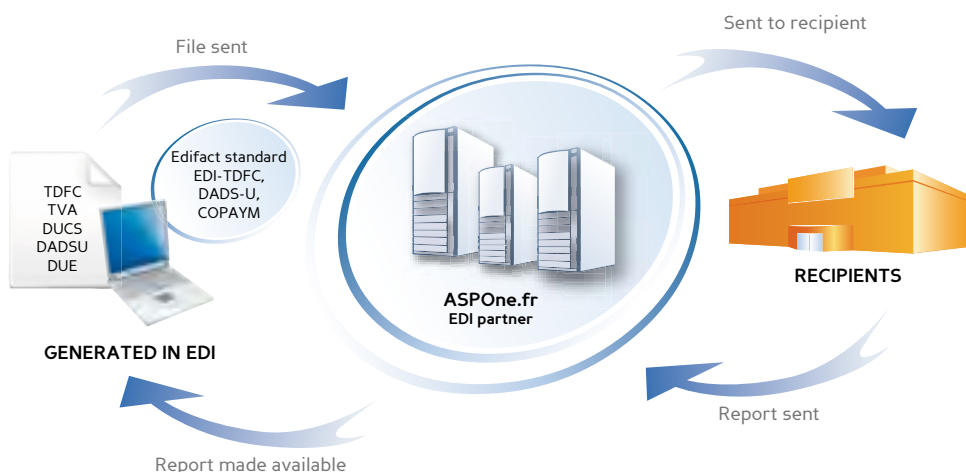 File sent
Sent to recipient
Edifact standard
EDI-TDFC,
DADS-U,
COPAYM
TDFC
TVA
DUCS
DADSU
DUE
ASPOne.fr
EDI partner
RECIPIENTS
GENERATED IN EDI
Report sent
Report made available